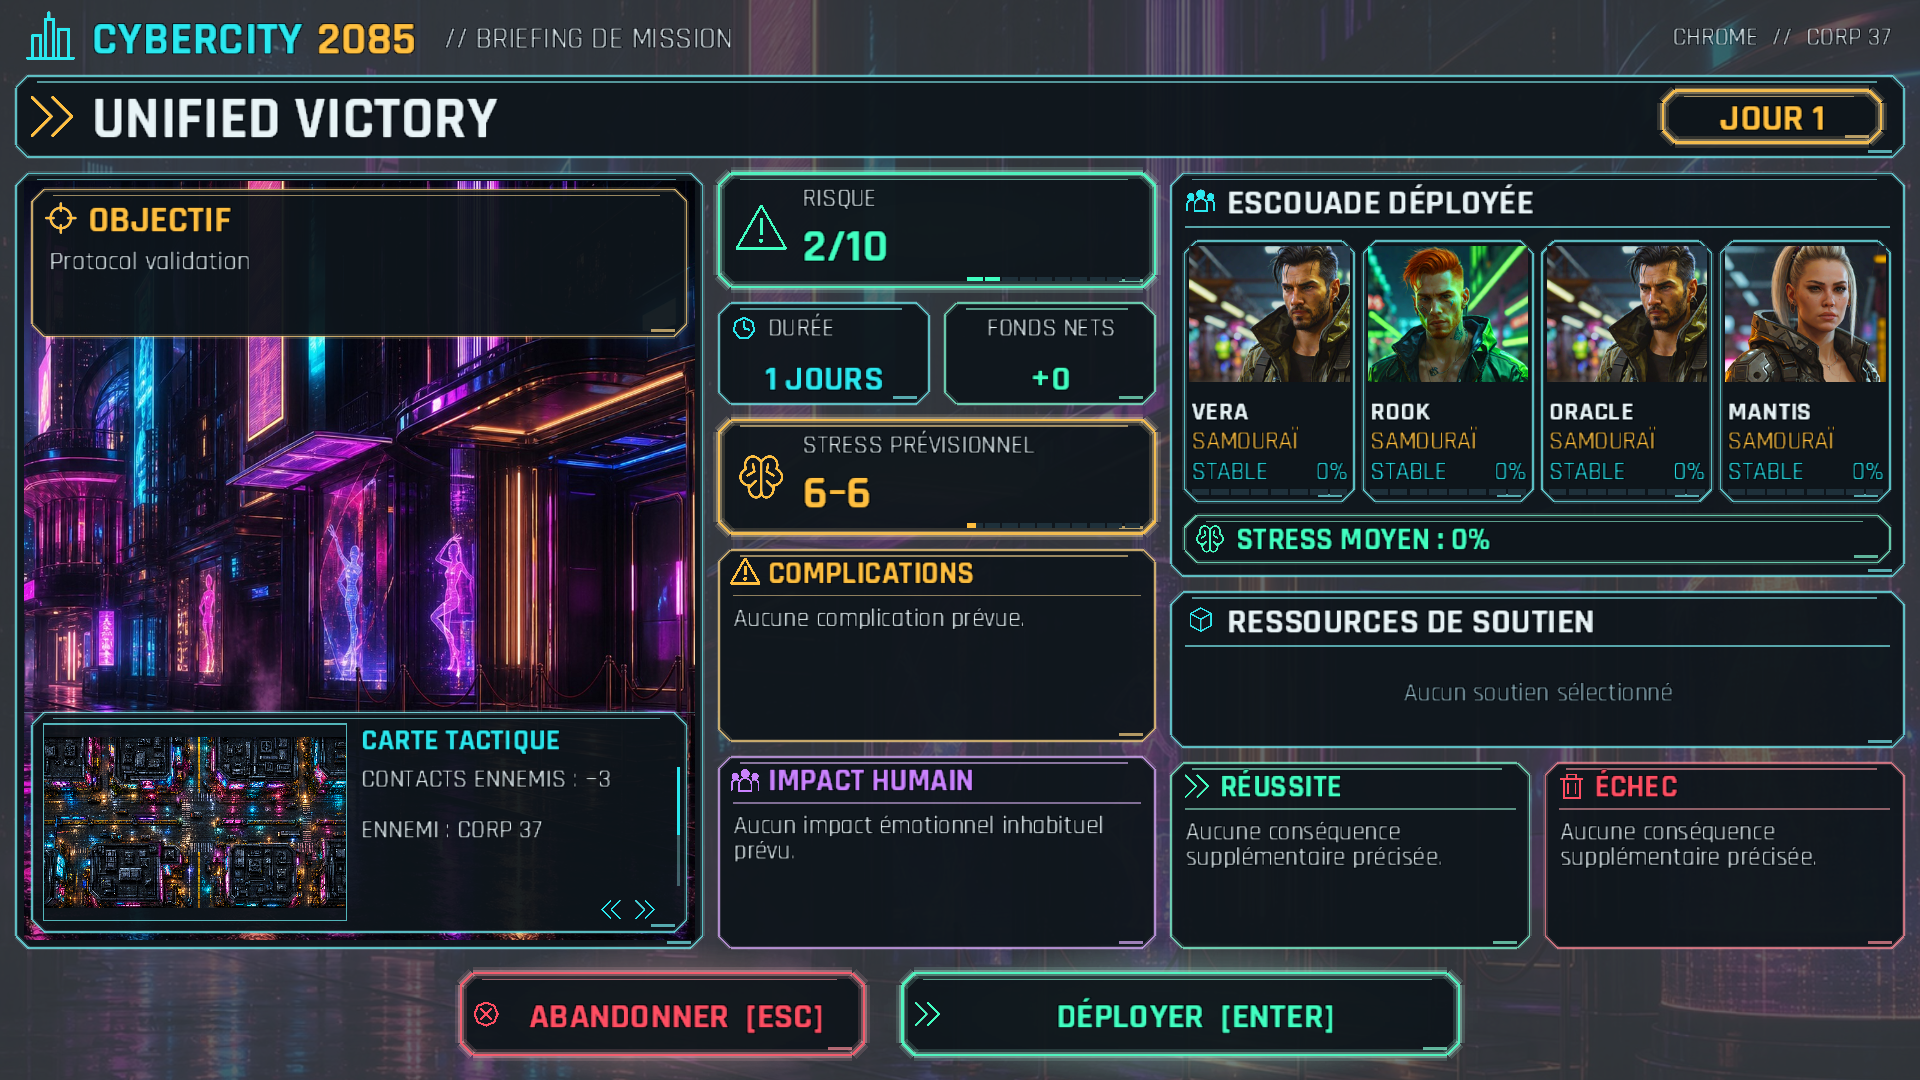 CYBERCITY 2085 // BRIEFING DE MISSION
CHROME // CORP 37
UNIFIED VICTORY
JOUR 1
OBJECTIF
Protocol validation
CARTE TACTIQUE
CONTACTS ENNEMIS : ~3
ENNEMI : CORP 37
RISQUE
2/10
DURÉE
1 JOURS
FONDS NETS
+0
STRESS PRÉVISIONNEL
6-6
COMPLICATIONS
Aucune complication prévue.
IMPACT HUMAIN
Aucun impact émotionnel inhabituel
prévu.
ESCOUADE DÉPLOYÉE
VERA
SAMOURAÏ
STABLE 0%
ROOK
SAMOURAÏ
STABLE 0%
ORACLE
SAMOURAÏ
STABLE 0%
MANTIS
SAMOURAÏ
STABLE 0%
STRESS MOYEN : 0%
RESSOURCES DE SOUTIEN
Aucun soutien sélectionné
RÉUSSITE
Aucune conséquence
supplémentaire précisée.
ÉCHEC
Aucune conséquence
supplémentaire précisée.
ABANDONNER [ESC]
DÉPLOYER [ENTER]